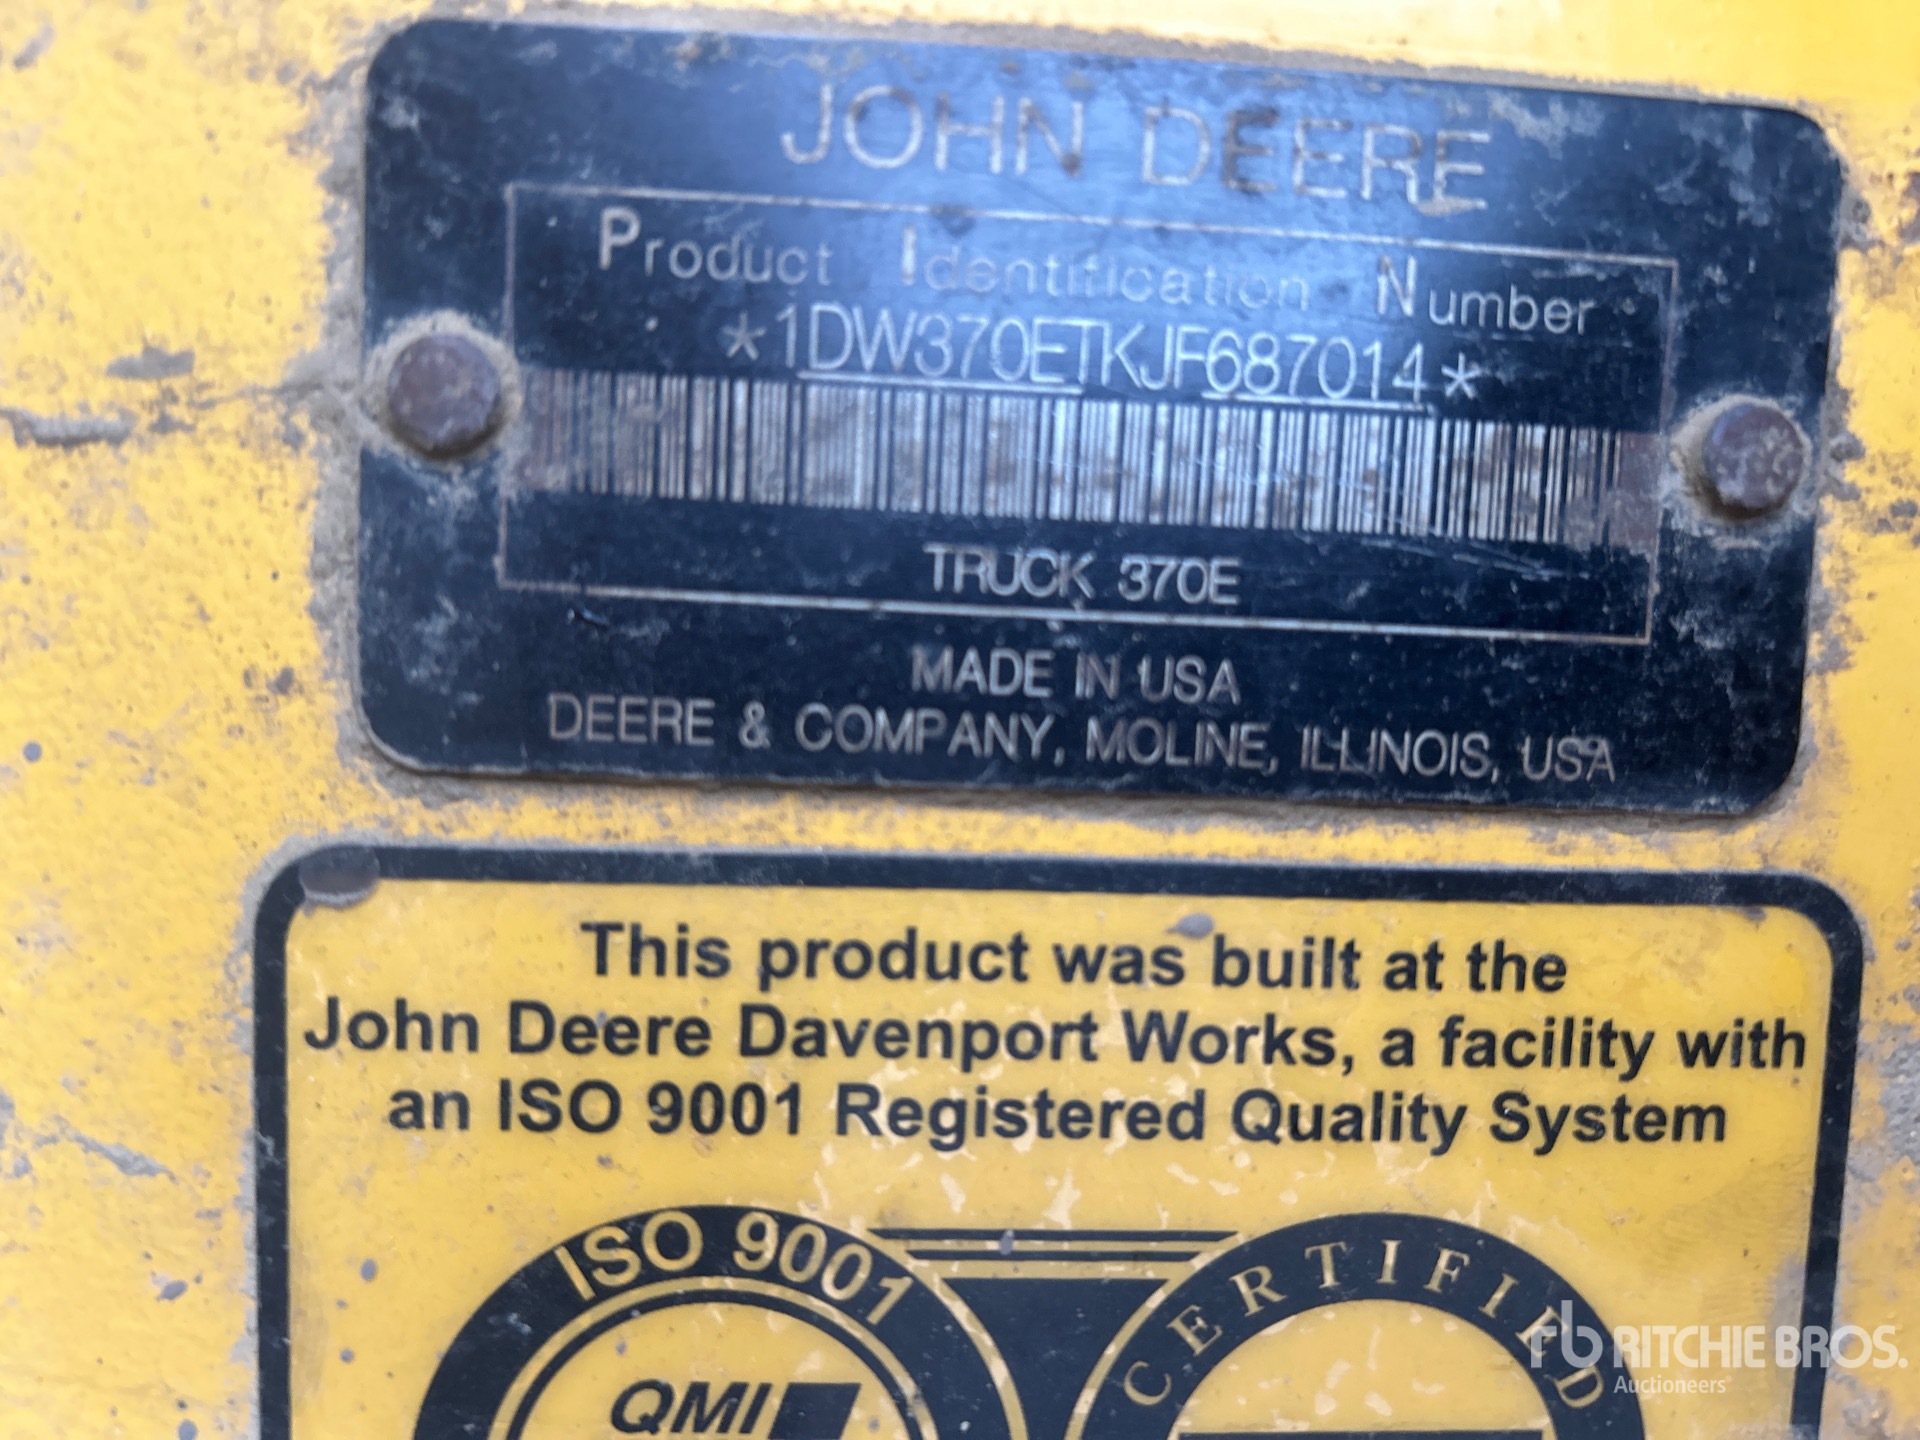 JOHN DEERE
Product Identification Number
*1DW370ETKJF687014*
TRUCK 370E
MADE IN USA
DEERE & COMPANY, MOLINE, ILLINOIS, USA
This product was built at the
John Deere Davenport Works, a facility with
an ISO 9001 Registered Quality System
ISO 9001
CERTIFIED
QMI
rb RITCHIE BROS.
Auctioneers